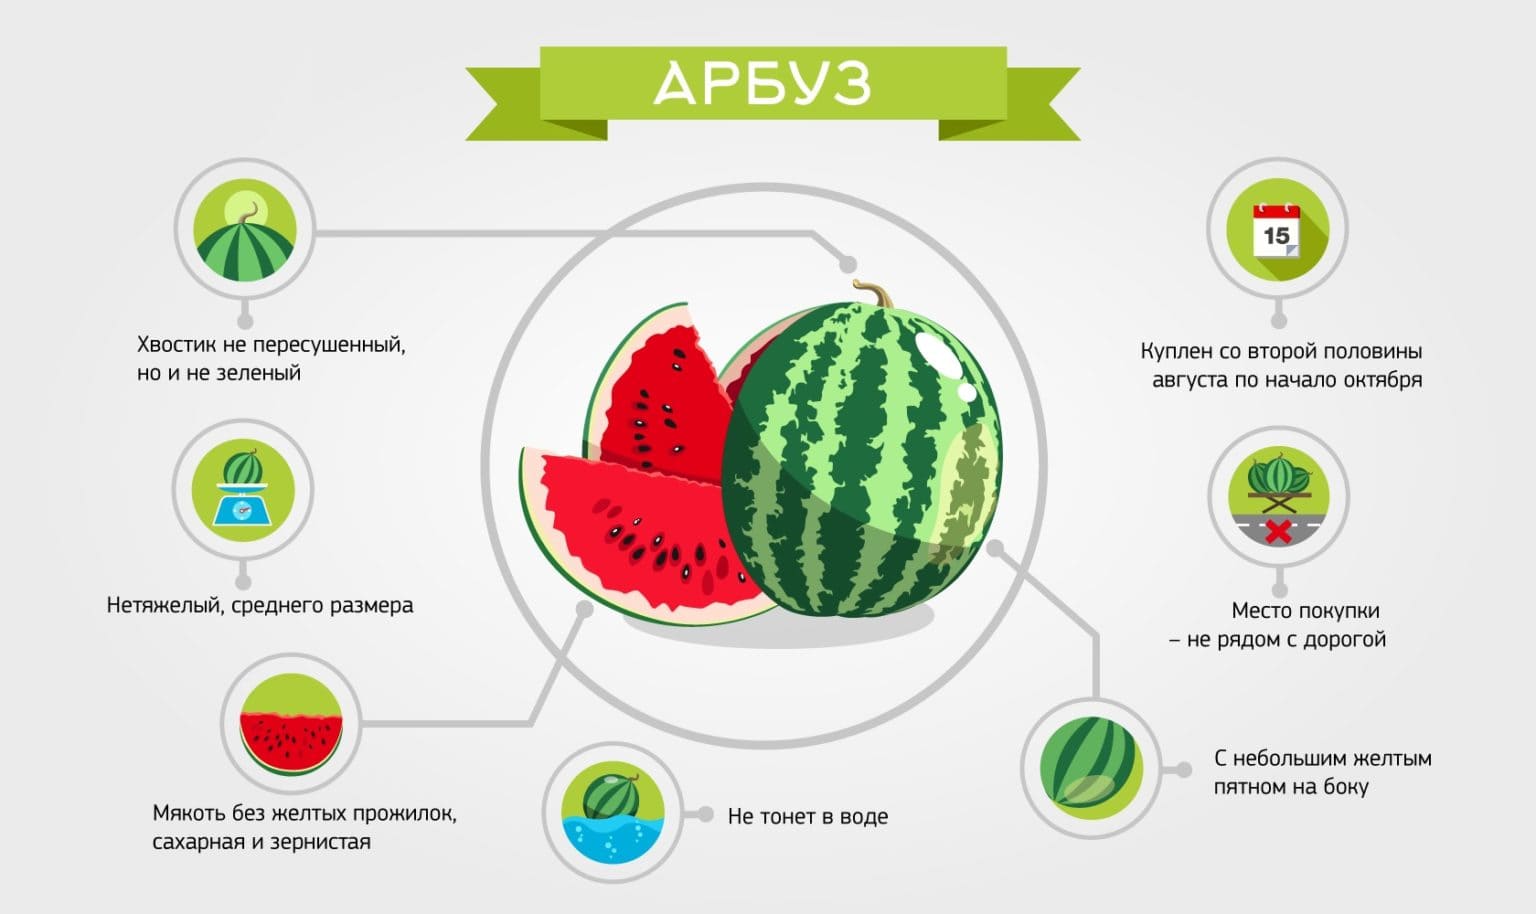 АРБУЗ
Хвостик не пересушенный,
но и не зеленый
15
Куплен со второй половины
августа по начало октября
Нетяжелый, среднего размера
Место покупки
– не рядом с дорогой
Мякоть без желтых прожилок,
сахарная и зернистая
Не тонет в воде
С небольшим желтым
пятном на боку